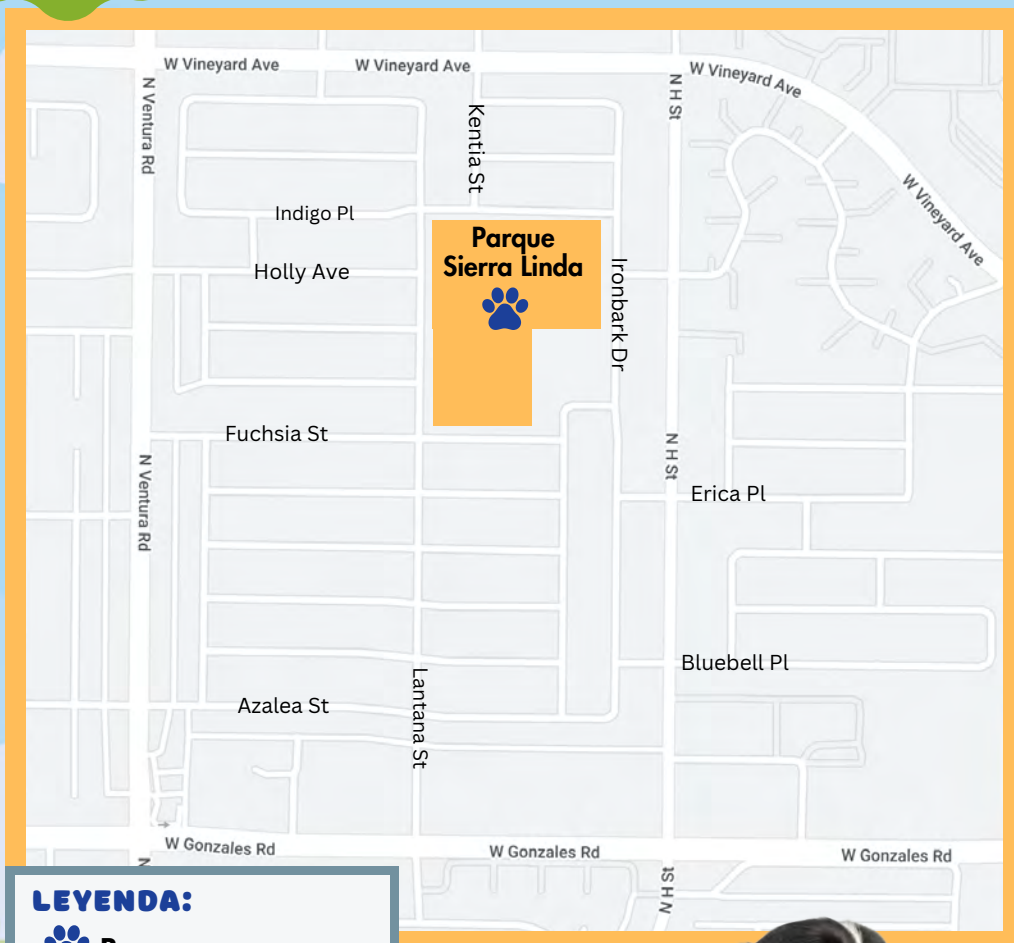 W Vineyard Ave
W Vineyard Ave
W Vineyard Ave
N Ventura Rd
Kentia St
N H St
W Vineyard Ave
Indigo Pl
Parque
Sierra Linda
Holly Ave
Ironbark Dr
Fuchsia St
N Ventura Rd
N H St
Erica Pl
Bluebell Pl
Lantana St
Azalea St
W Gonzales Rd
W Gonzales Rd
W Gonzales Rd
N H St
LEYENDA: